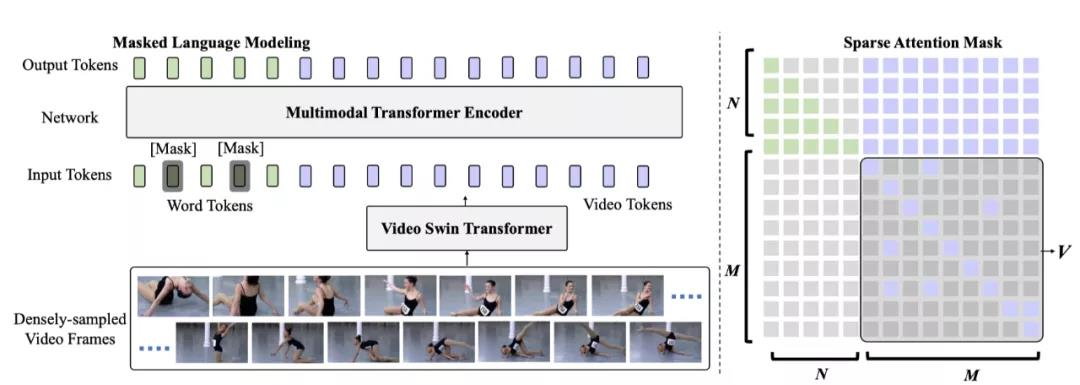 Masked Language Modeling
Output Tokens
Network
Multimodal Transformer Encoder
[Mask]
[Mask]
Input Tokens
Word Tokens
Video Tokens
Video Swin Transformer
Densely-sampled
Video Frames
Sparse Attention Mask
N
M
V
N
M